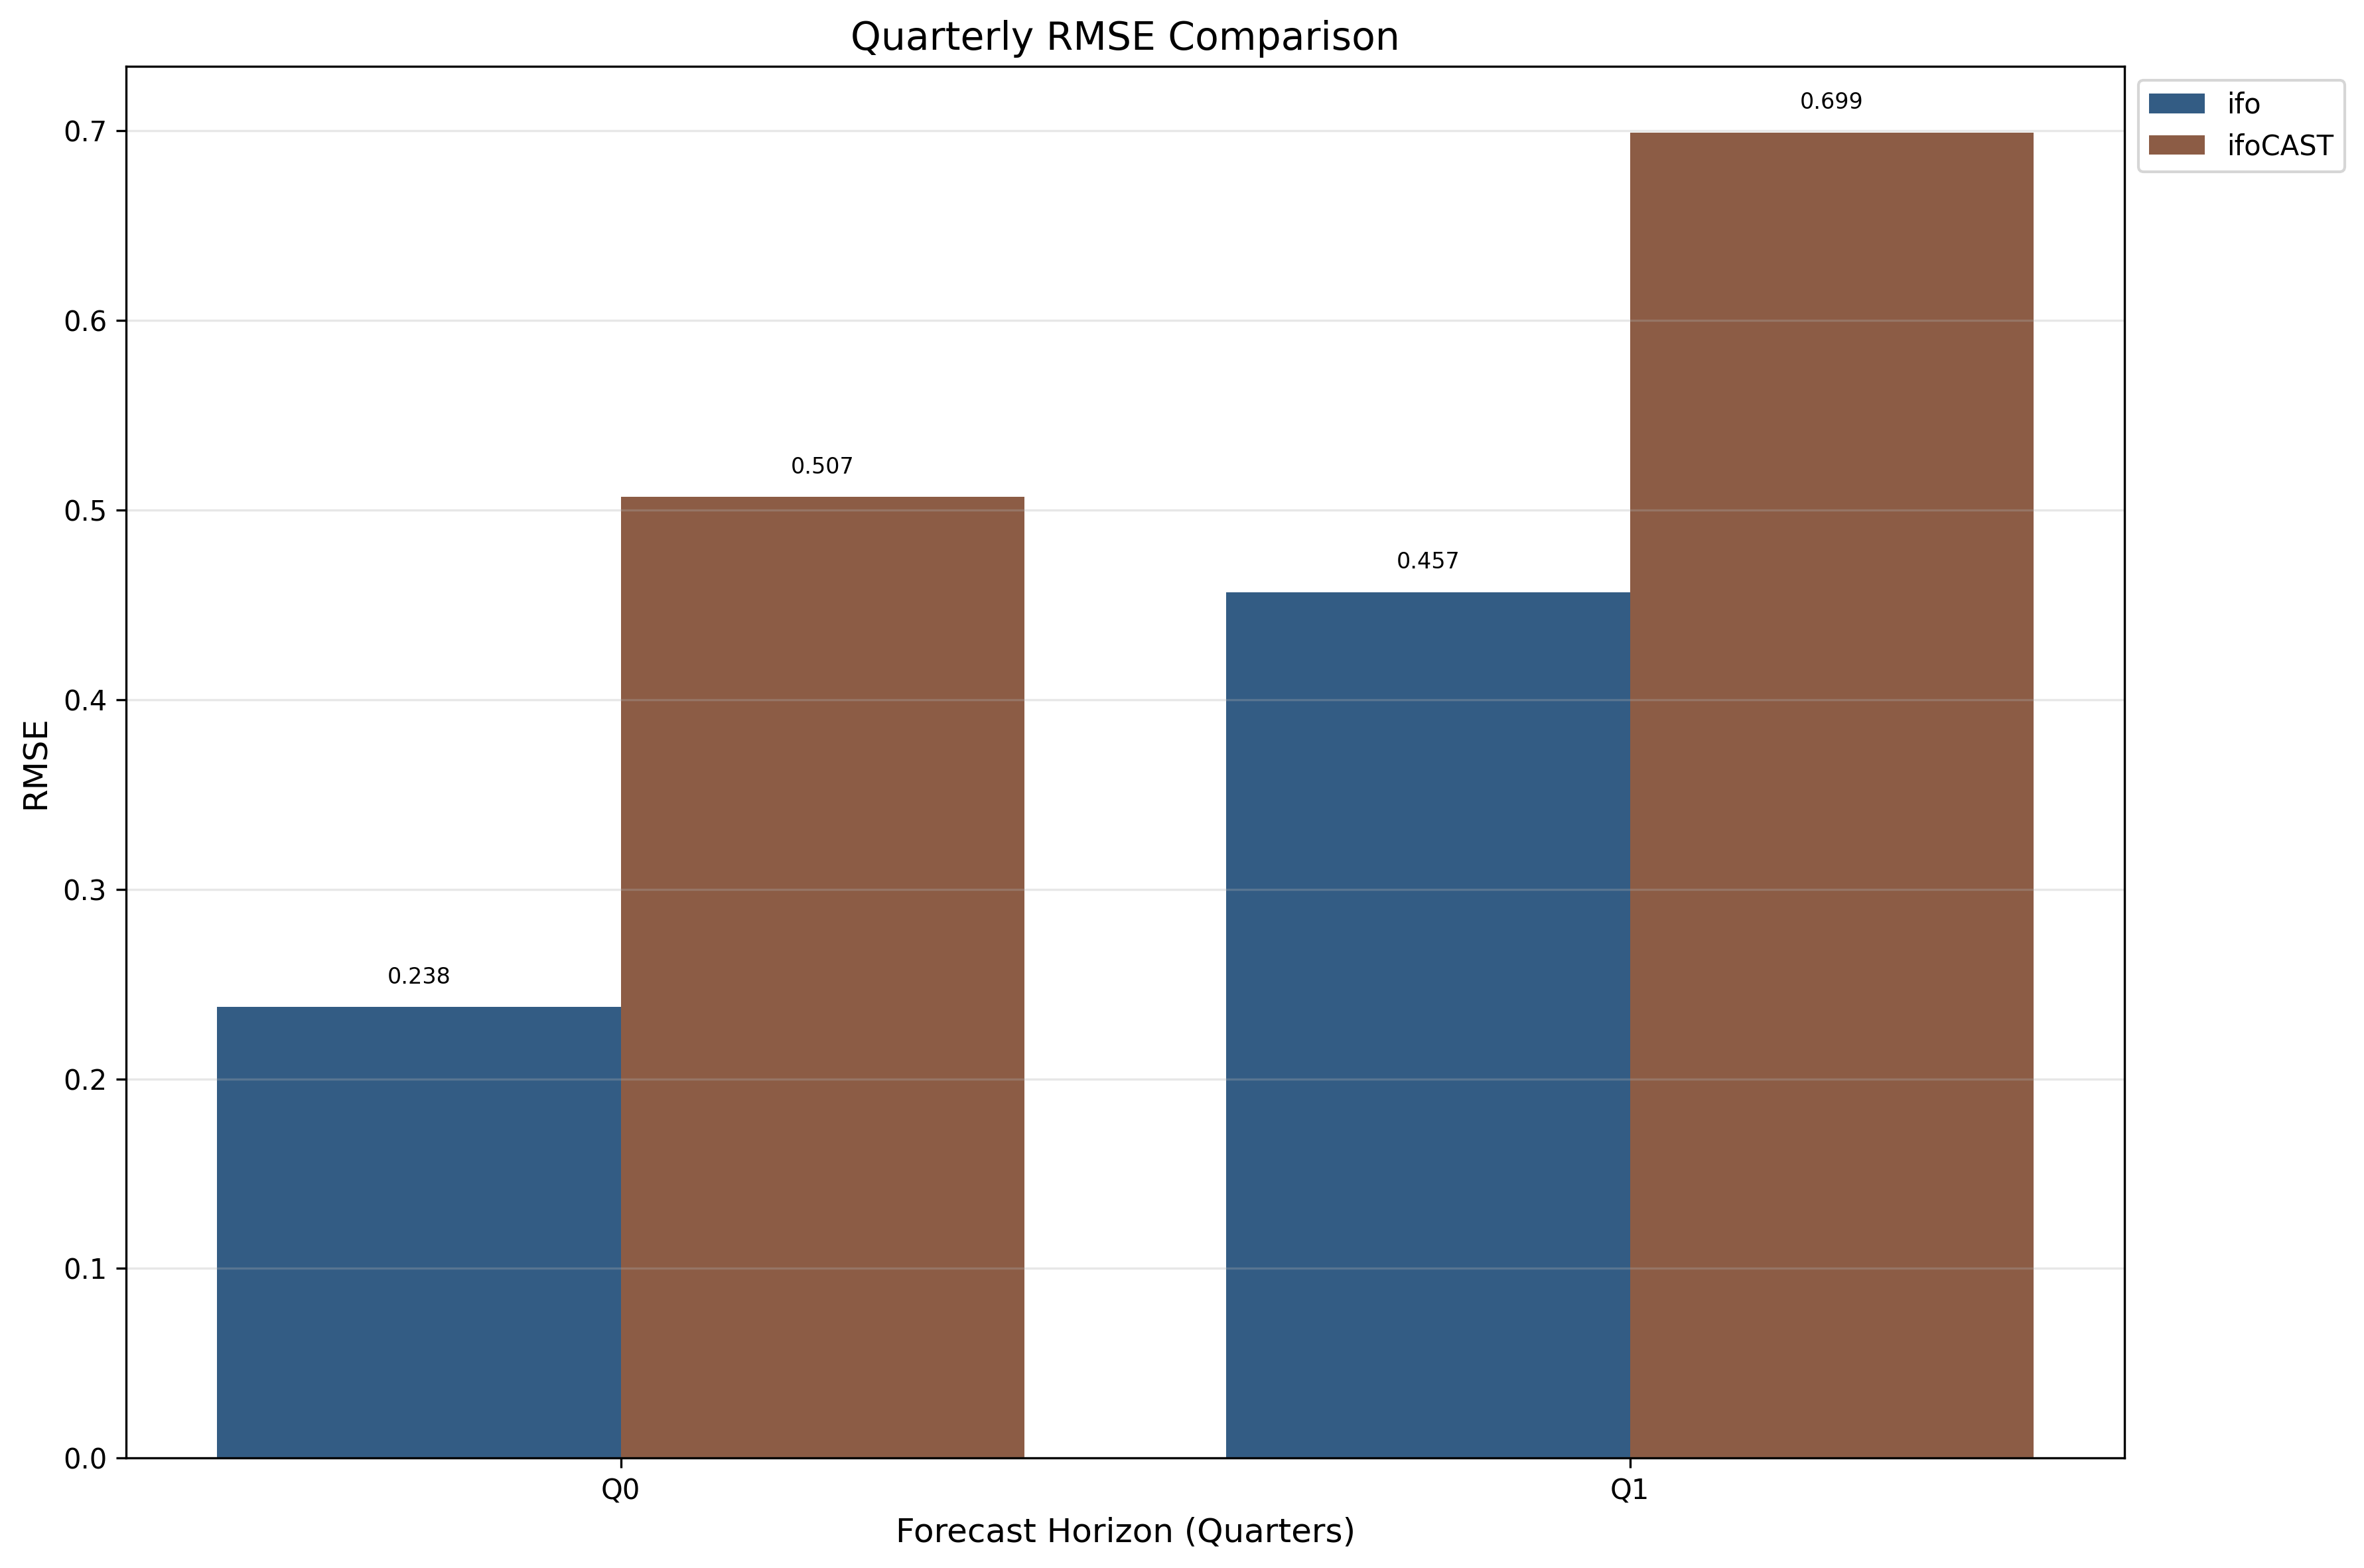 Quarterly RMSE Comparison
ifo
ifoCAST
0.699
0.507
0.457
0.238
0.7
0.6
0.5
0.4
0.3
0.2
0.1
0.0
RMSE
Q0
Q1
Forecast Horizon (Quarters)